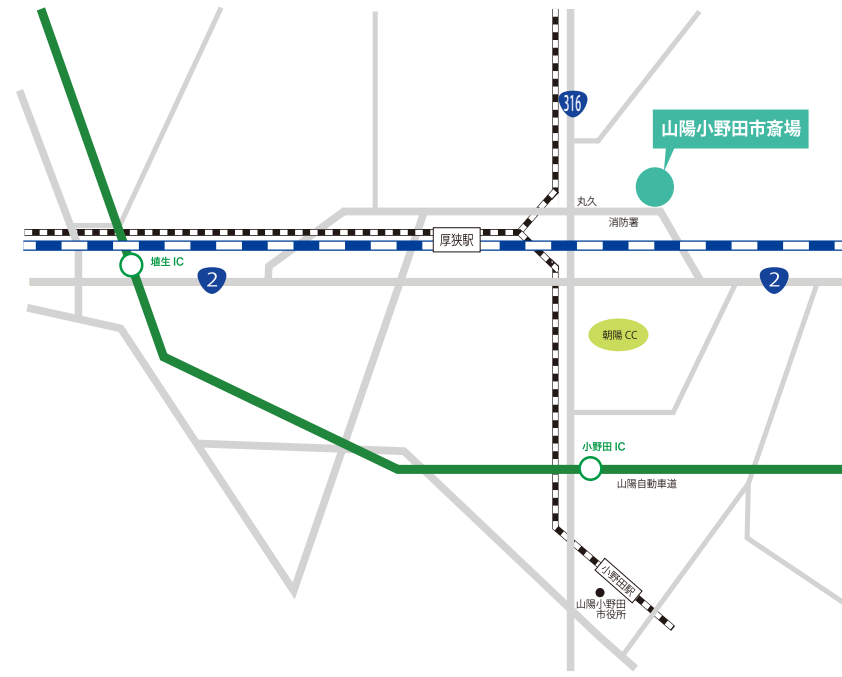 316
山陽小野田市斎場
丸久
消防署
厚狭駅
埴生 IC
2
2
朝陽 CC
小野田 IC
山陽自動車道
小野田駅
山陽小野田
市役所